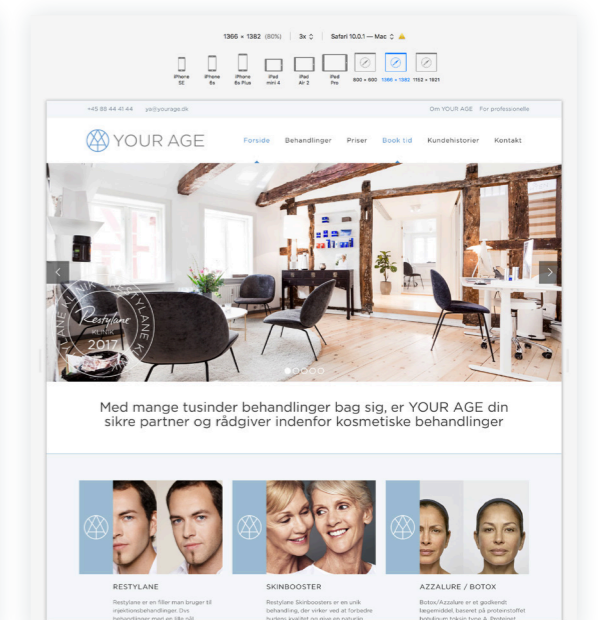 1366 × 1382 (80%) 3x Safari 10.0.1 — Mac
iPhone SE
iPhone 6s
iPhone 6s Plus
iPad mini 4
iPad Air 2
iPad Pro
800 × 600
1366 × 1382
1152 × 1921
+45 88 44 41 44 ya@yourage.dk Om YOUR AGE For professionelle
YOUR AGE Forside Behandlinger Priser Book tid Kundehistorier Kontakt
RESTYLANE KLINIK
Restylane
KLINIK
2017
Med mange tusinder behandlinger bag sig, er YOUR AGE din
sikre partner og rådgiver indenfor kosmetiske behandlinger
RESTYLANE
Restylane er en filler man bruger til
injektionsbehandlinger. Dvs
SKINBOOSTER
Restylane Skinboosters er en unik
behandling, der virker ved at forbedre
AZZALURE / BOTOX
Botox/Azzalure er et godkendt
lægemiddel, baseret på proteinstoffet